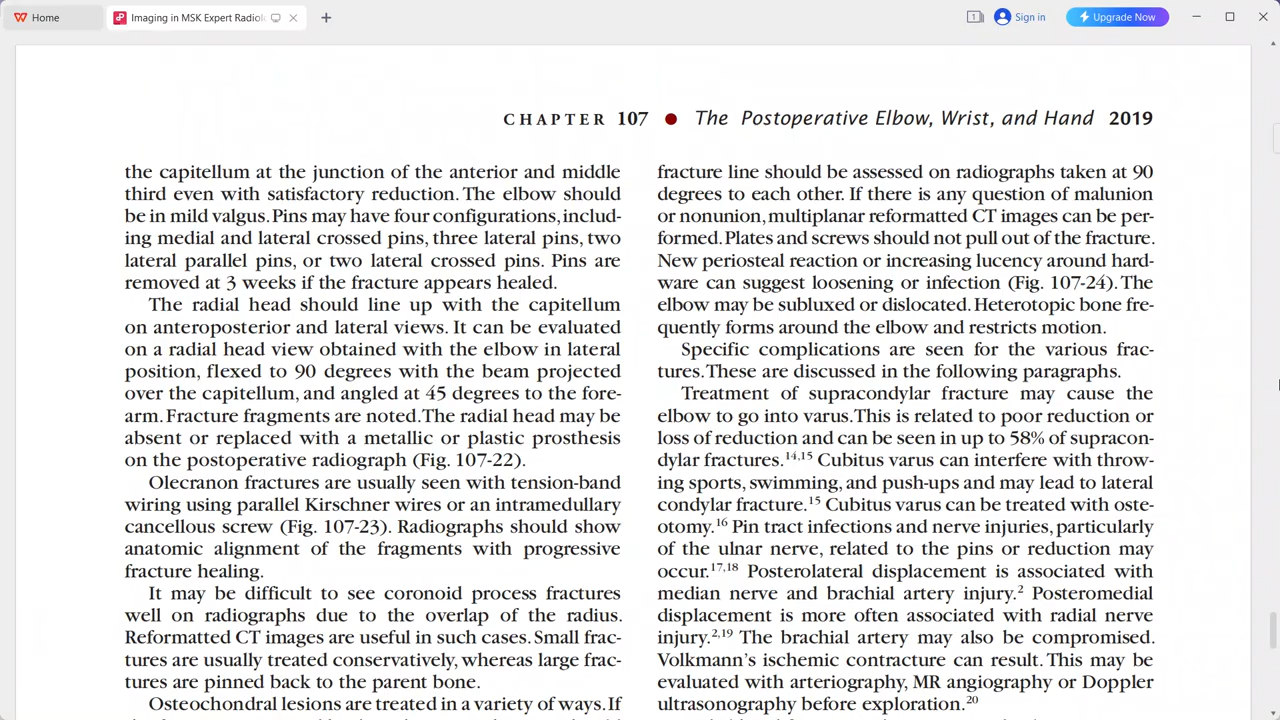 Home
Imaging in MSK Expert Radiol
Sign in
Upgrade Now
CHAPTER 107 ● The Postoperative Elbow, Wrist, and Hand 2019
the capitellum at the junction of the anterior and middle
third even with satisfactory reduction. The elbow should
be in mild valgus. Pins may have four configurations, includ-
ing medial and lateral crossed pins, three lateral pins, two
lateral parallel pins, or two lateral crossed pins. Pins are
removed at 3 weeks if the fracture appears healed.
The radial head should line up with the capitellum
on anteroposterior and lateral views. It can be evaluated
on a radial head view obtained with the elbow in lateral
position, flexed to 90 degrees with the beam projected
over the capitellum, and angled at 45 degrees to the fore-
arm. Fracture fragments are noted. The radial head may be
absent or replaced with a metallic or plastic prosthesis
on the postoperative radiograph (Fig. 107-22).
Olecranon fractures are usually seen with tension-band
wiring using parallel Kirschner wires or an intramedullary
cancellous screw (Fig. 107-23). Radiographs should show
anatomic alignment of the fragments with progressive
fracture healing.
It may be difficult to see coronoid process fractures
well on radiographs due to the overlap of the radius.
Reformatted CT images are useful in such cases. Small frac-
tures are usually treated conservatively, whereas large frac-
tures are pinned back to the parent bone.
Osteochondral lesions are treated in a variety of ways. If
fracture line should be assessed on radiographs taken at 90
degrees to each other. If there is any question of malunion
or nonunion, multiplanar reformatted CT images can be per-
formed. Plates and screws should not pull out of the fracture.
New periosteal reaction or increasing lucency around hard-
ware can suggest loosening or infection (Fig. 107-24). The
elbow may be subluxed or dislocated. Heterotopic bone fre-
quently forms around the elbow and restricts motion.
Specific complications are seen for the various frac-
tures. These are discussed in the following paragraphs.
Treatment of supracondylar fracture may cause the
elbow to go into varus. This is related to poor reduction or
loss of reduction and can be seen in up to 58% of supracon-
dylar fractures.14,15 Cubitus varus can interfere with throw-
ing sports, swimming, and push-ups and may lead to lateral
condylar fracture.15 Cubitus varus can be treated with oste-
otomy.16 Pin tract infections and nerve injuries, particularly
of the ulnar nerve, related to the pins or reduction may
occur.17,18 Posterolateral displacement is associated with
median nerve and brachial artery injury.2 Posteromedial
displacement is more often associated with radial nerve
injury.2,19 The brachial artery may also be compromised.
Volkmann's ischemic contracture can result. This may be
evaluated with arteriography, MR angiography or Doppler
ultrasonography before exploration.20